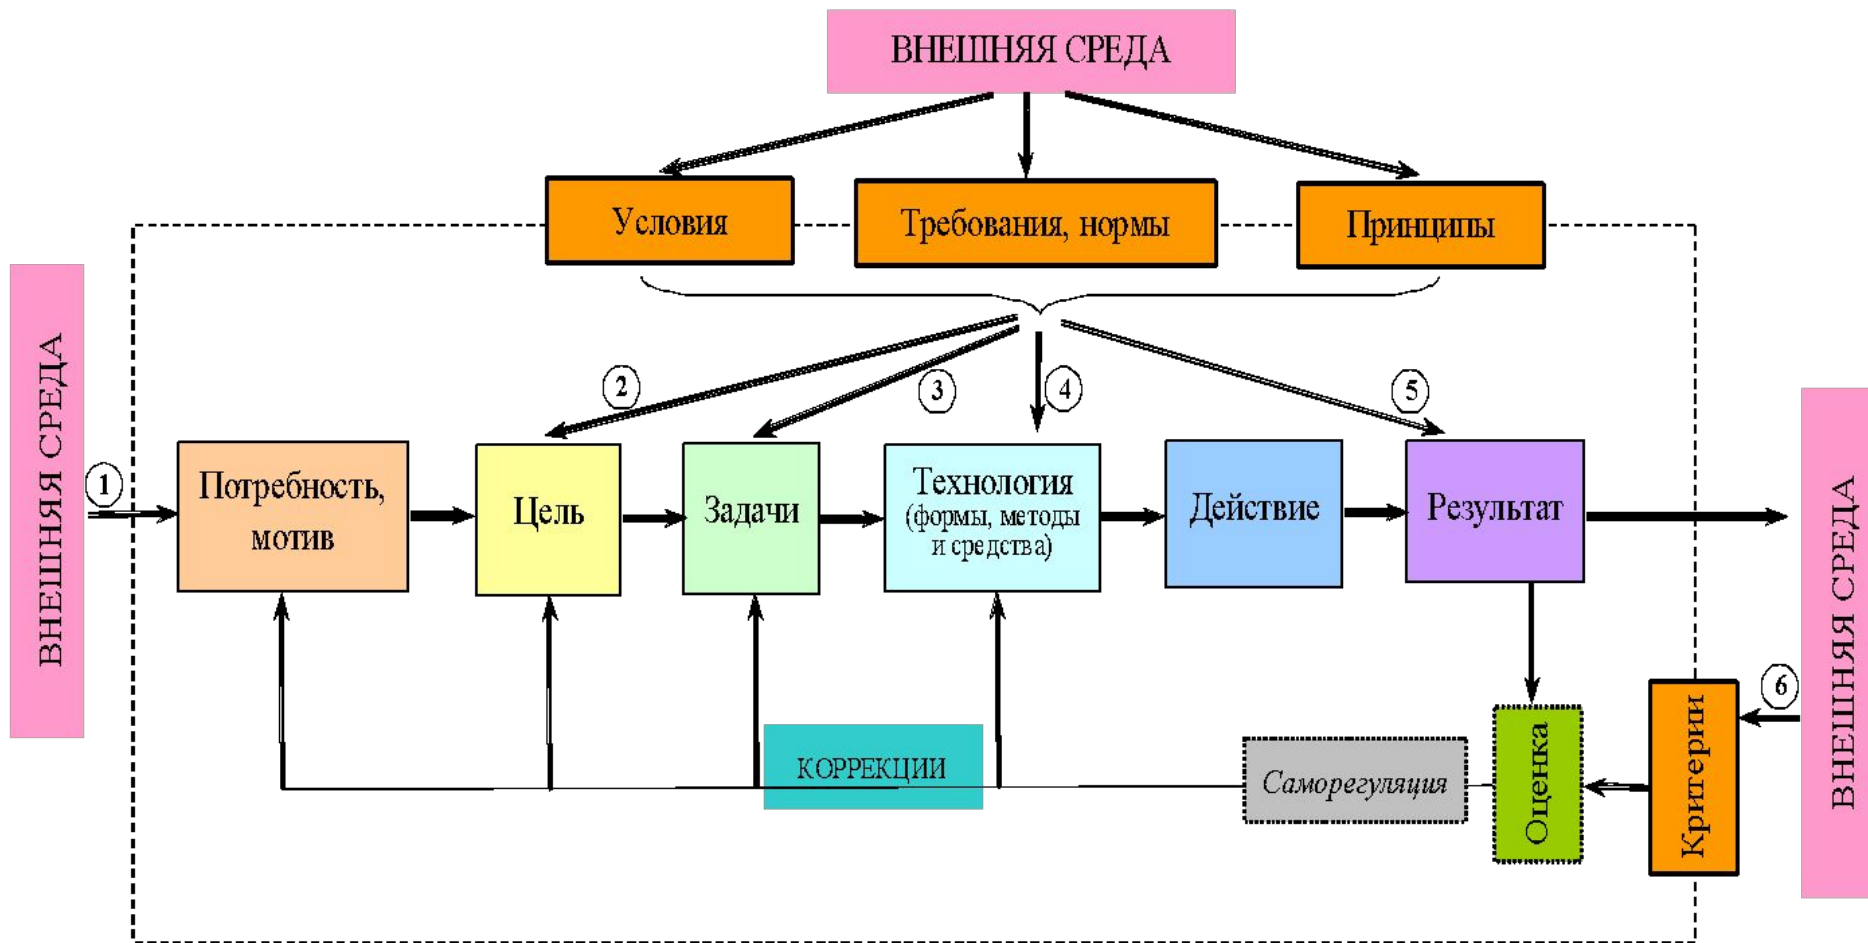 ВНЕШНЯЯ СРЕДА
Условия
Требования, нормы
Принципы
ВНЕШНЯЯ СРЕДА
2
3
4
5
1
Потребность,
мотив
Цель
Задачи
Технология
(формы, методы
и средства)
Действие
Результат
ВНЕШНЯЯ СРЕДА
6
КОРРЕКЦИИ
Саморегуляция
Оценка
Критерии